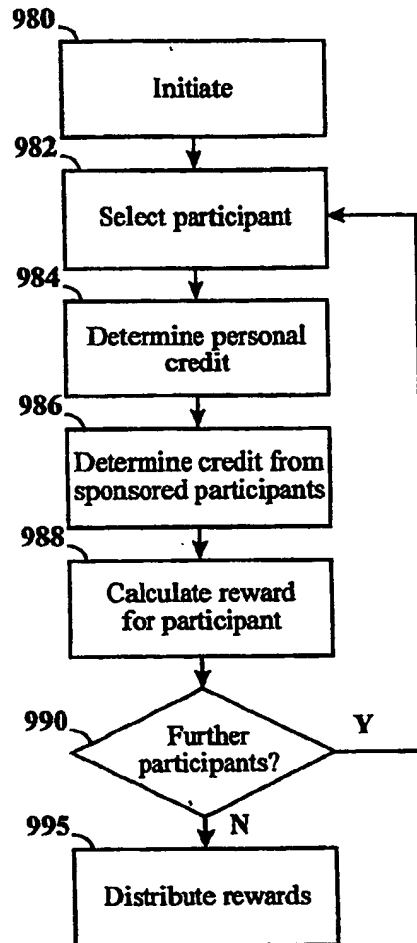 980
Initiate
982
Select participant
984
Determine personal
credit
986
Determine credit from
sponsored participants
988
Calculate reward
for participant
990
Further
participants?
Y
N
995
Distribute rewards